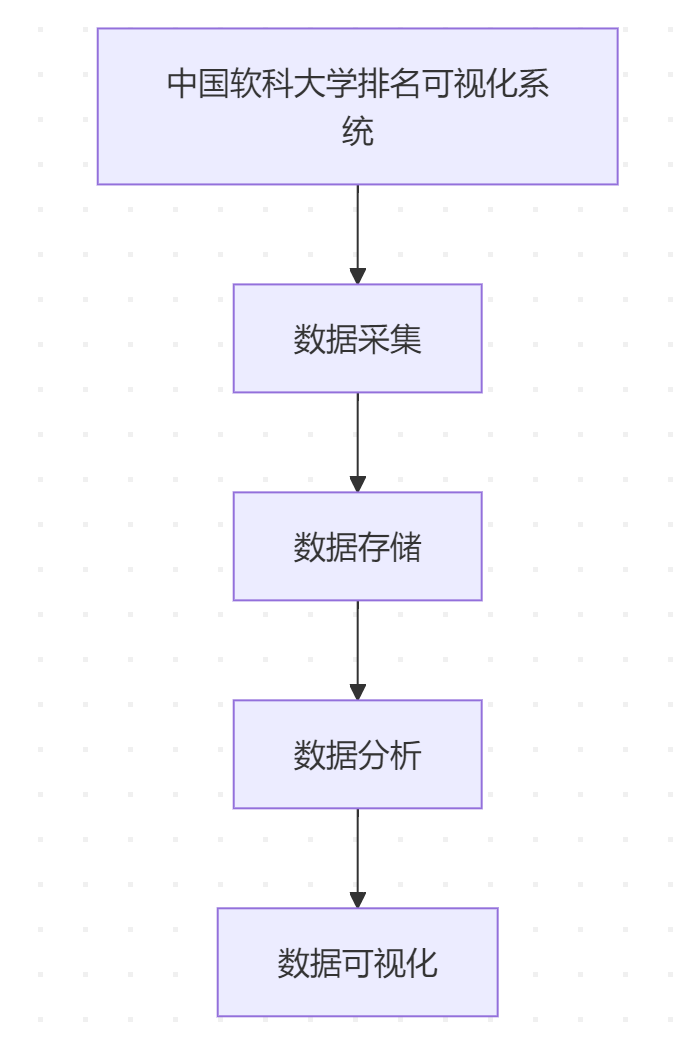 中国软科大学排名可视化系
统
数据采集
数据存储
数据分析
数据可视化